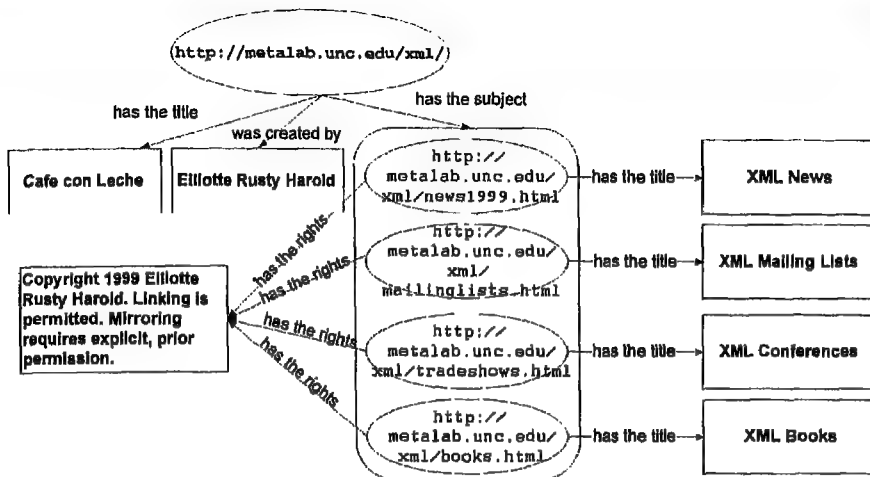 http://metalab.unc.edu/xml/
has the title
has the subject
was created by
Cafe con Leche
Elliotte Rusty Harold
http://
metalab.unc.edu/
xml/news1999.html
has the title
XML News
has the rights
http://
metalab.unc.edu/
xml/
mailinglists.html
has the title
XML Mailing Lists
has the rights
Copyright 1999 Elliotte
Rusty Harold. Linking is
permitted. Mirroring
requires explicit, prior
permission.
has the rights
http://
metalab.unc.edu/
xml/tradeshows.html
has the title
XML Conferences
has the rights
http://
metalab.unc.edu/
xml/books.html
has the title
XML Books